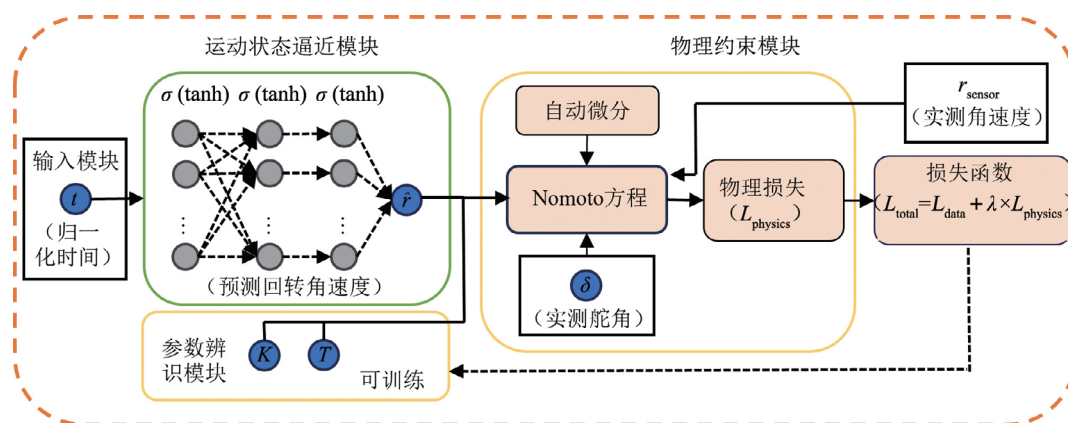 运动状态逼近模块
物理约束模块
σ (tanh) σ (tanh) σ (tanh)
自动微分
r_sensor
（实测角速度）
输入模块
t
（归一
化时间）
r̂
Nomoto方程
物理损失
（L_physics）
损失函数
（L_total=L_data + λ×L_physics）
（预测回转角速度）
δ
（实测舵角）
参数辨
识模块
K
T
可训练